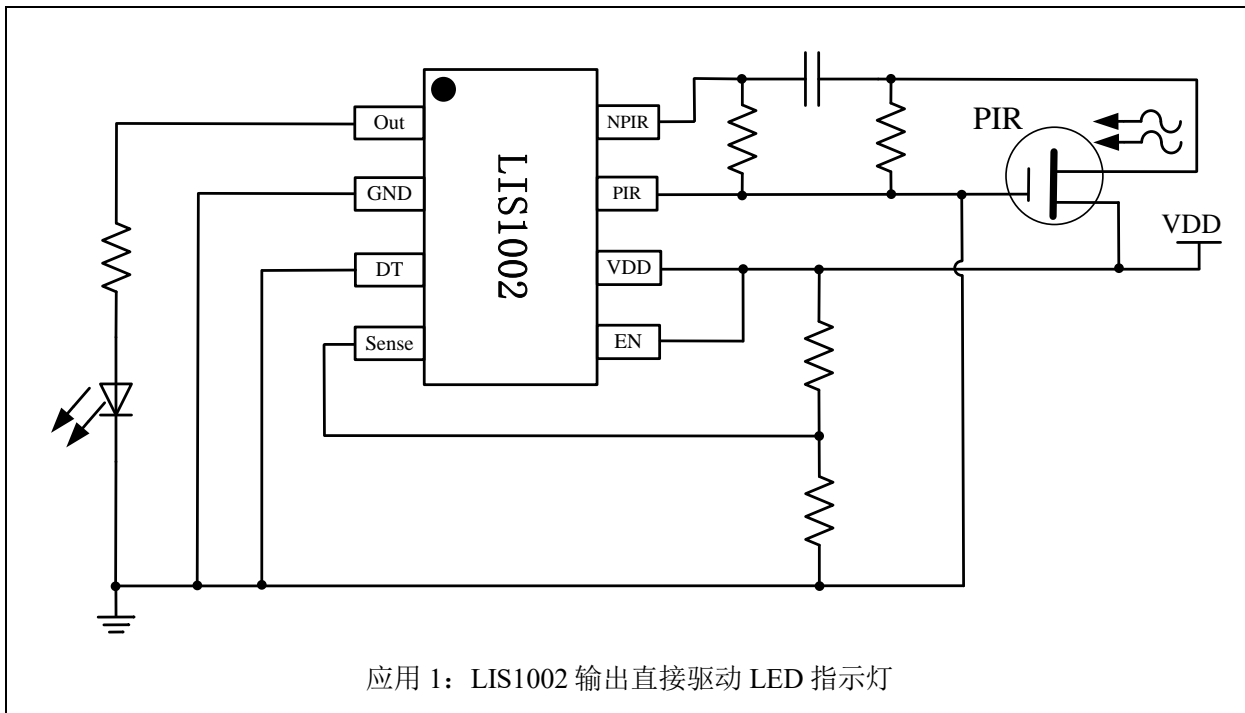 Out
GND
DT
Sense
LIS1002
NPIR
PIR
VDD
EN
PIR
VDD
应用 1：LIS1002 输出直接驱动 LED 指示灯